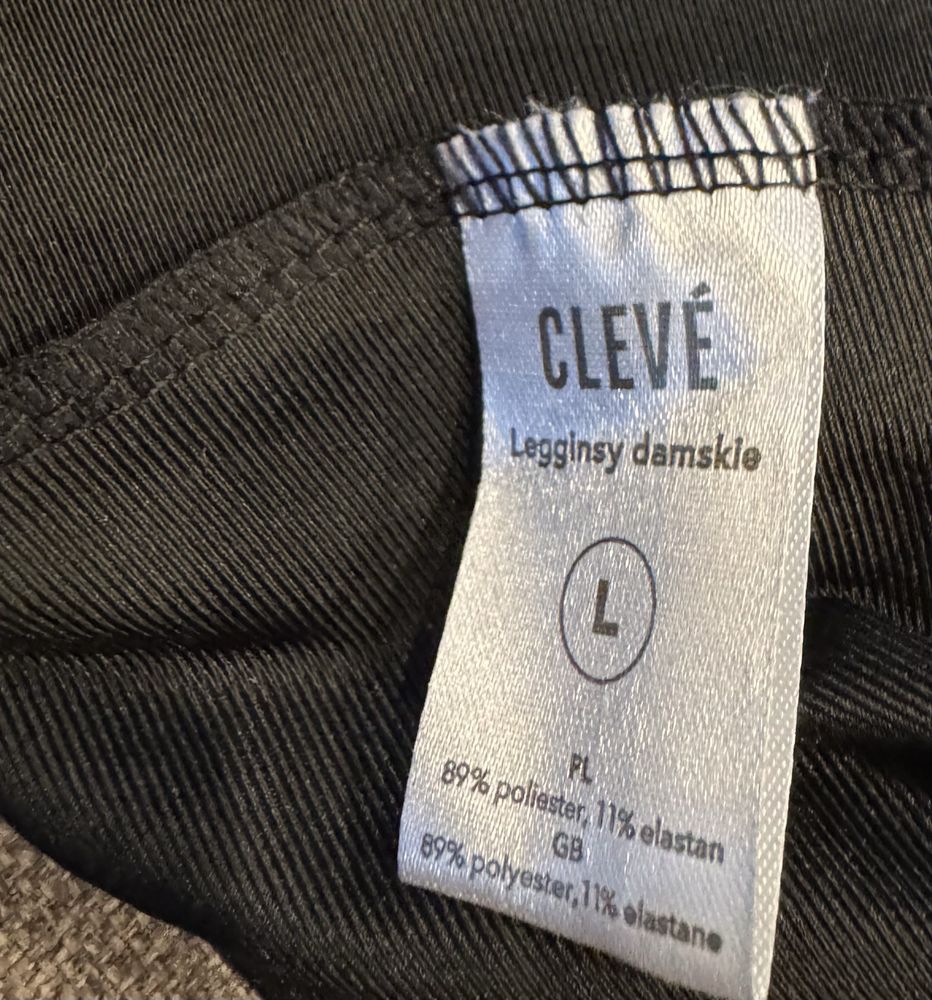 CLEVÉ
Legginsy damskie
L
PL
89% poliester, 11% elastan
GB
89% polyester, 11% elastane